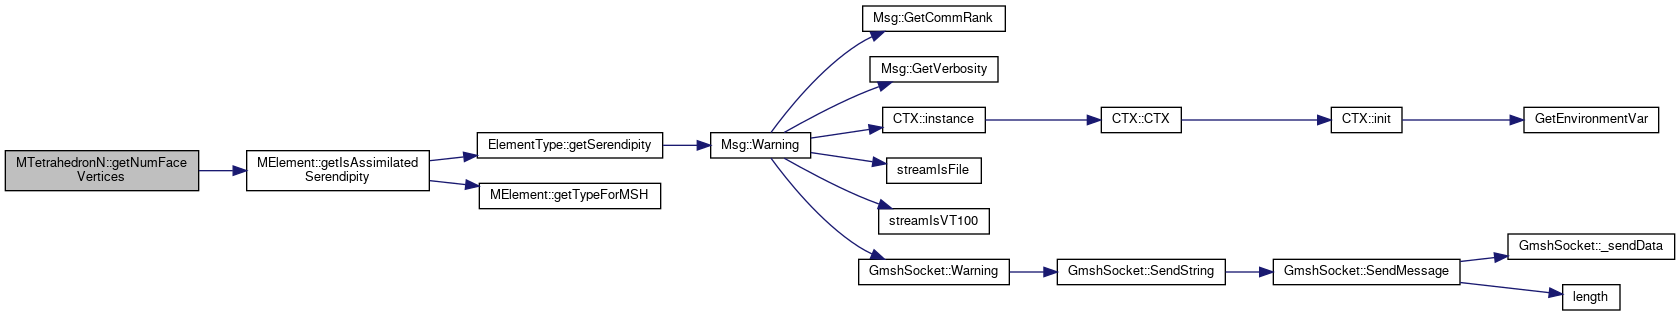 MTetrahedronN::getNumFace
Vertices
MElement::getIsAssimilated
Serendipity
ElementType::getSerendipity
MElement::getTypeForMSH
Msg::Warning
Msg::GetCommRank
Msg::GetVerbosity
CTX::instance
CTX::CTX
CTX::init
GetEnvironmentVar
streamIsFile
streamIsVT100
GmshSocket::Warning
GmshSocket::SendString
GmshSocket::SendMessage
GmshSocket::_sendData
length